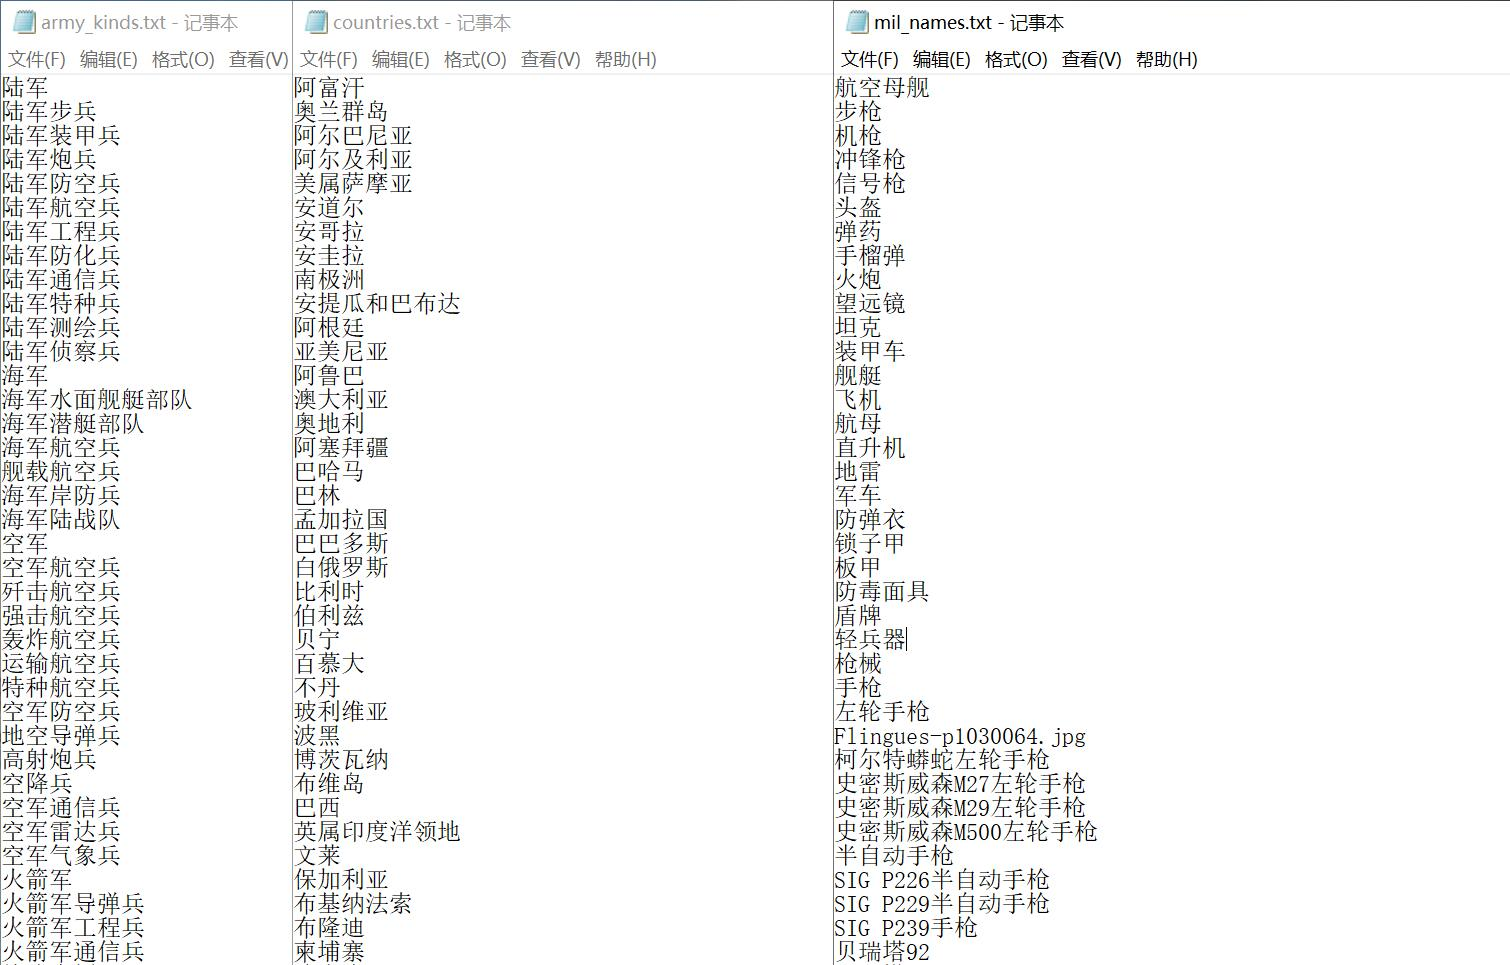 army_kinds.txt - 记事本
文件(F) 编辑(E) 格式(O) 查看(V)
陆军
陆军步兵
陆军装甲兵
陆军炮兵
陆军防空兵
陆军航空兵
陆军工程兵
陆军防化兵
陆军通信兵
陆军特种兵
陆军测绘兵
陆军侦察兵
海军
海军水面舰艇部队
海军潜艇部队
海军航空兵
舰载航空兵
海军岸防兵
海军陆战队
空军
空军航空兵
歼击航空兵
强击航空兵
轰炸航空兵
运输航空兵
特种航空兵
空军防空兵
地空导弹兵
高射炮兵
空降兵
空军通信兵
空军雷达兵
空军气象兵
火箭军
火箭军导弹兵
火箭军工程兵
火箭军通信兵
countries.txt - 记事本
文件(F) 编辑(E) 格式(O) 查看(V) 帮助(H)
阿富汗
奥兰群岛
阿尔巴尼亚
阿尔及利亚
美属萨摩亚
安道尔
安哥拉
安圭拉
南极洲
安提瓜和巴布达
阿根廷
亚美尼亚
阿鲁巴
澳大利亚
奥地利
阿塞拜疆
巴哈马
巴林
孟加拉国
巴巴多斯
白俄罗斯
比利时
伯利兹
贝宁
百慕大
不丹
玻利维亚
波黑
博茨瓦纳
布维岛
巴西
英属印度洋领地
文莱
保加利亚
布基纳法索
布隆迪
柬埔寨
mil_names.txt - 记事本
文件(F) 编辑(E) 格式(O) 查看(V) 帮助(H)
航空母舰
步枪
机枪
冲锋枪
信号枪
头盔
弹药
手榴弹
火炮
望远镜
坦克
装甲车
舰艇
飞机
航母
直升机
地雷
军车
防弹衣
锁子甲
板甲
防毒面具
盾牌
轻兵器
枪械
手枪
左轮手枪
Flingues-p1030064.jpg
柯尔特蟒蛇左轮手枪
史密斯威森M27左轮手枪
史密斯威森M29左轮手枪
史密斯威森M500左轮手枪
半自动手枪
SIG P226半自动手枪
SIG P229半自动手枪
SIG P239手枪
贝瑞塔92